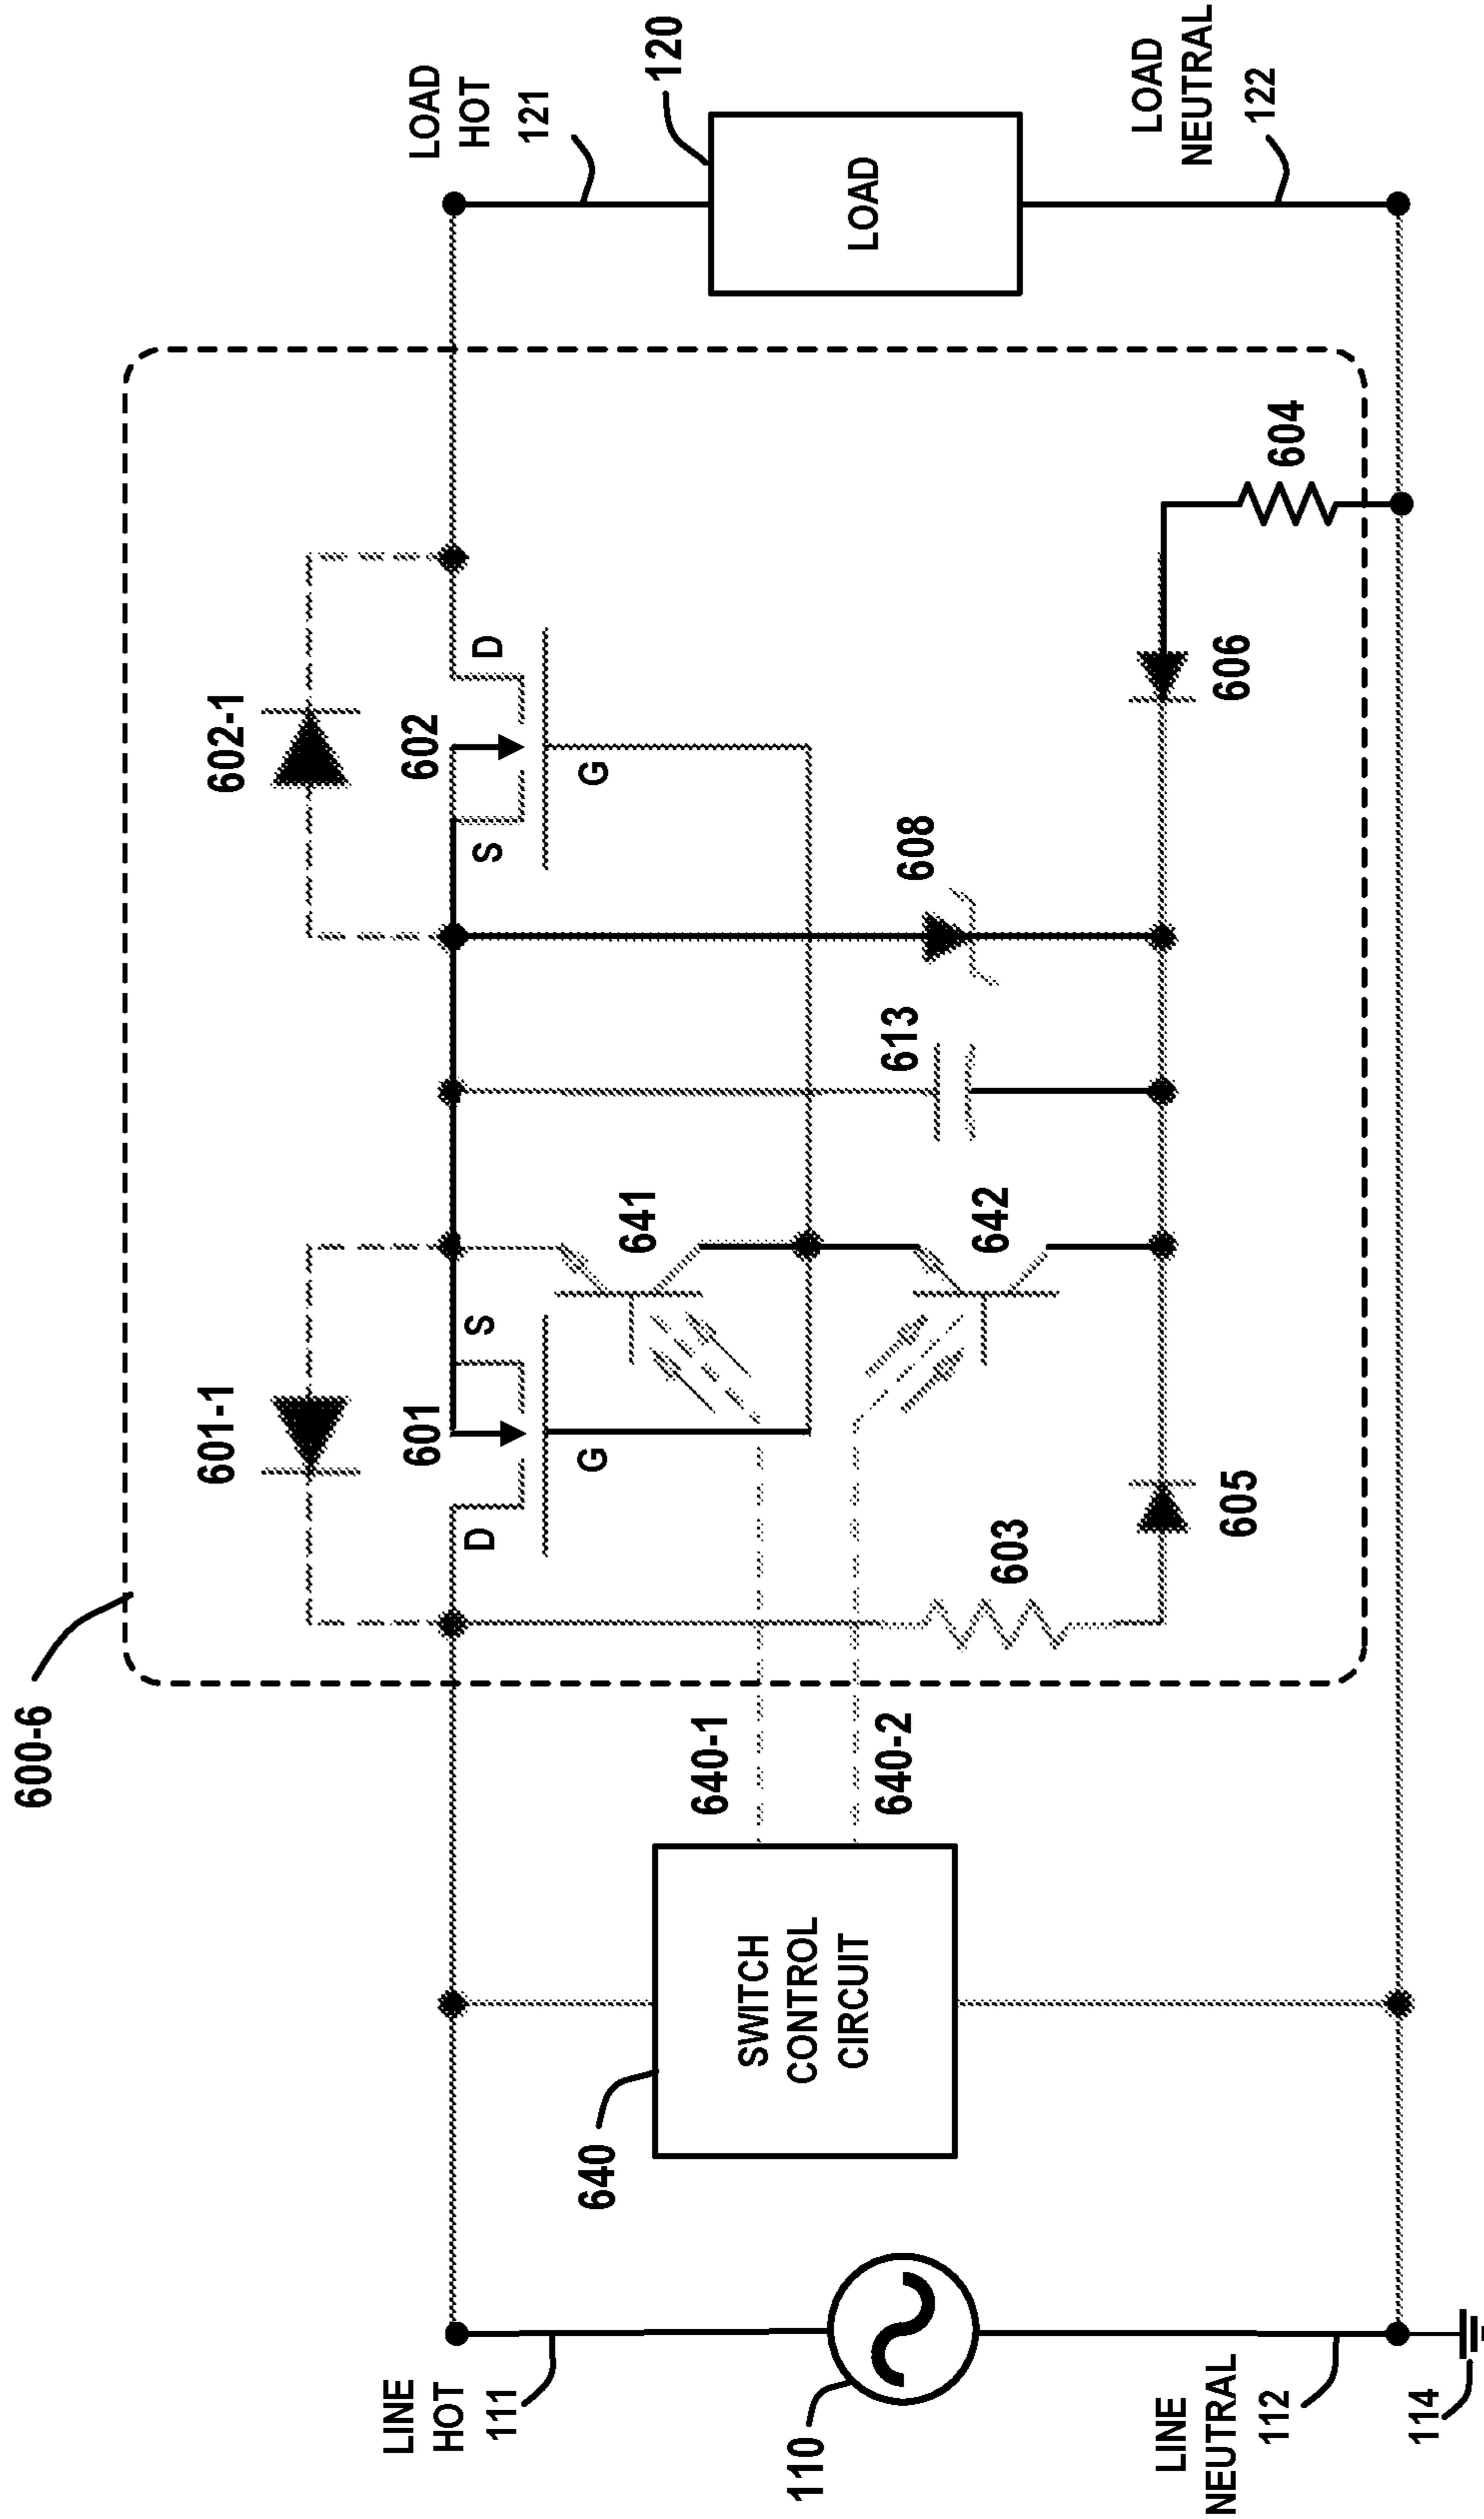 600-6
601-1
602-1
LINE
HOT
111
LOAD
HOT
121
601
602
D
S
S
D
G
G
641
640
640-1
120
SWITCH
CONTROL
CIRCUIT
LOAD
110
640-2
613
608
642
603
605
606
604
LINE
NEUTRAL
112
LOAD
NEUTRAL
122
114